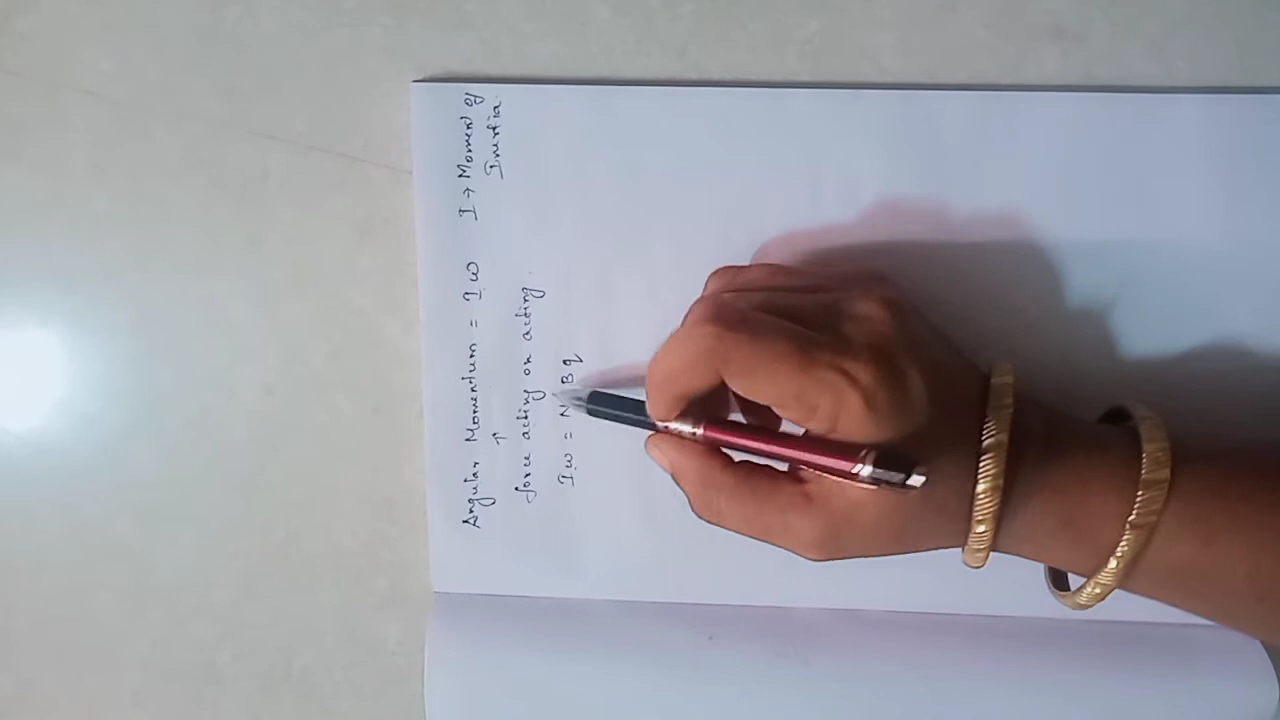 Angular Momentum = Iω I → Moment of Inertia.
↑
force acting on acting.
Iω = N Bq